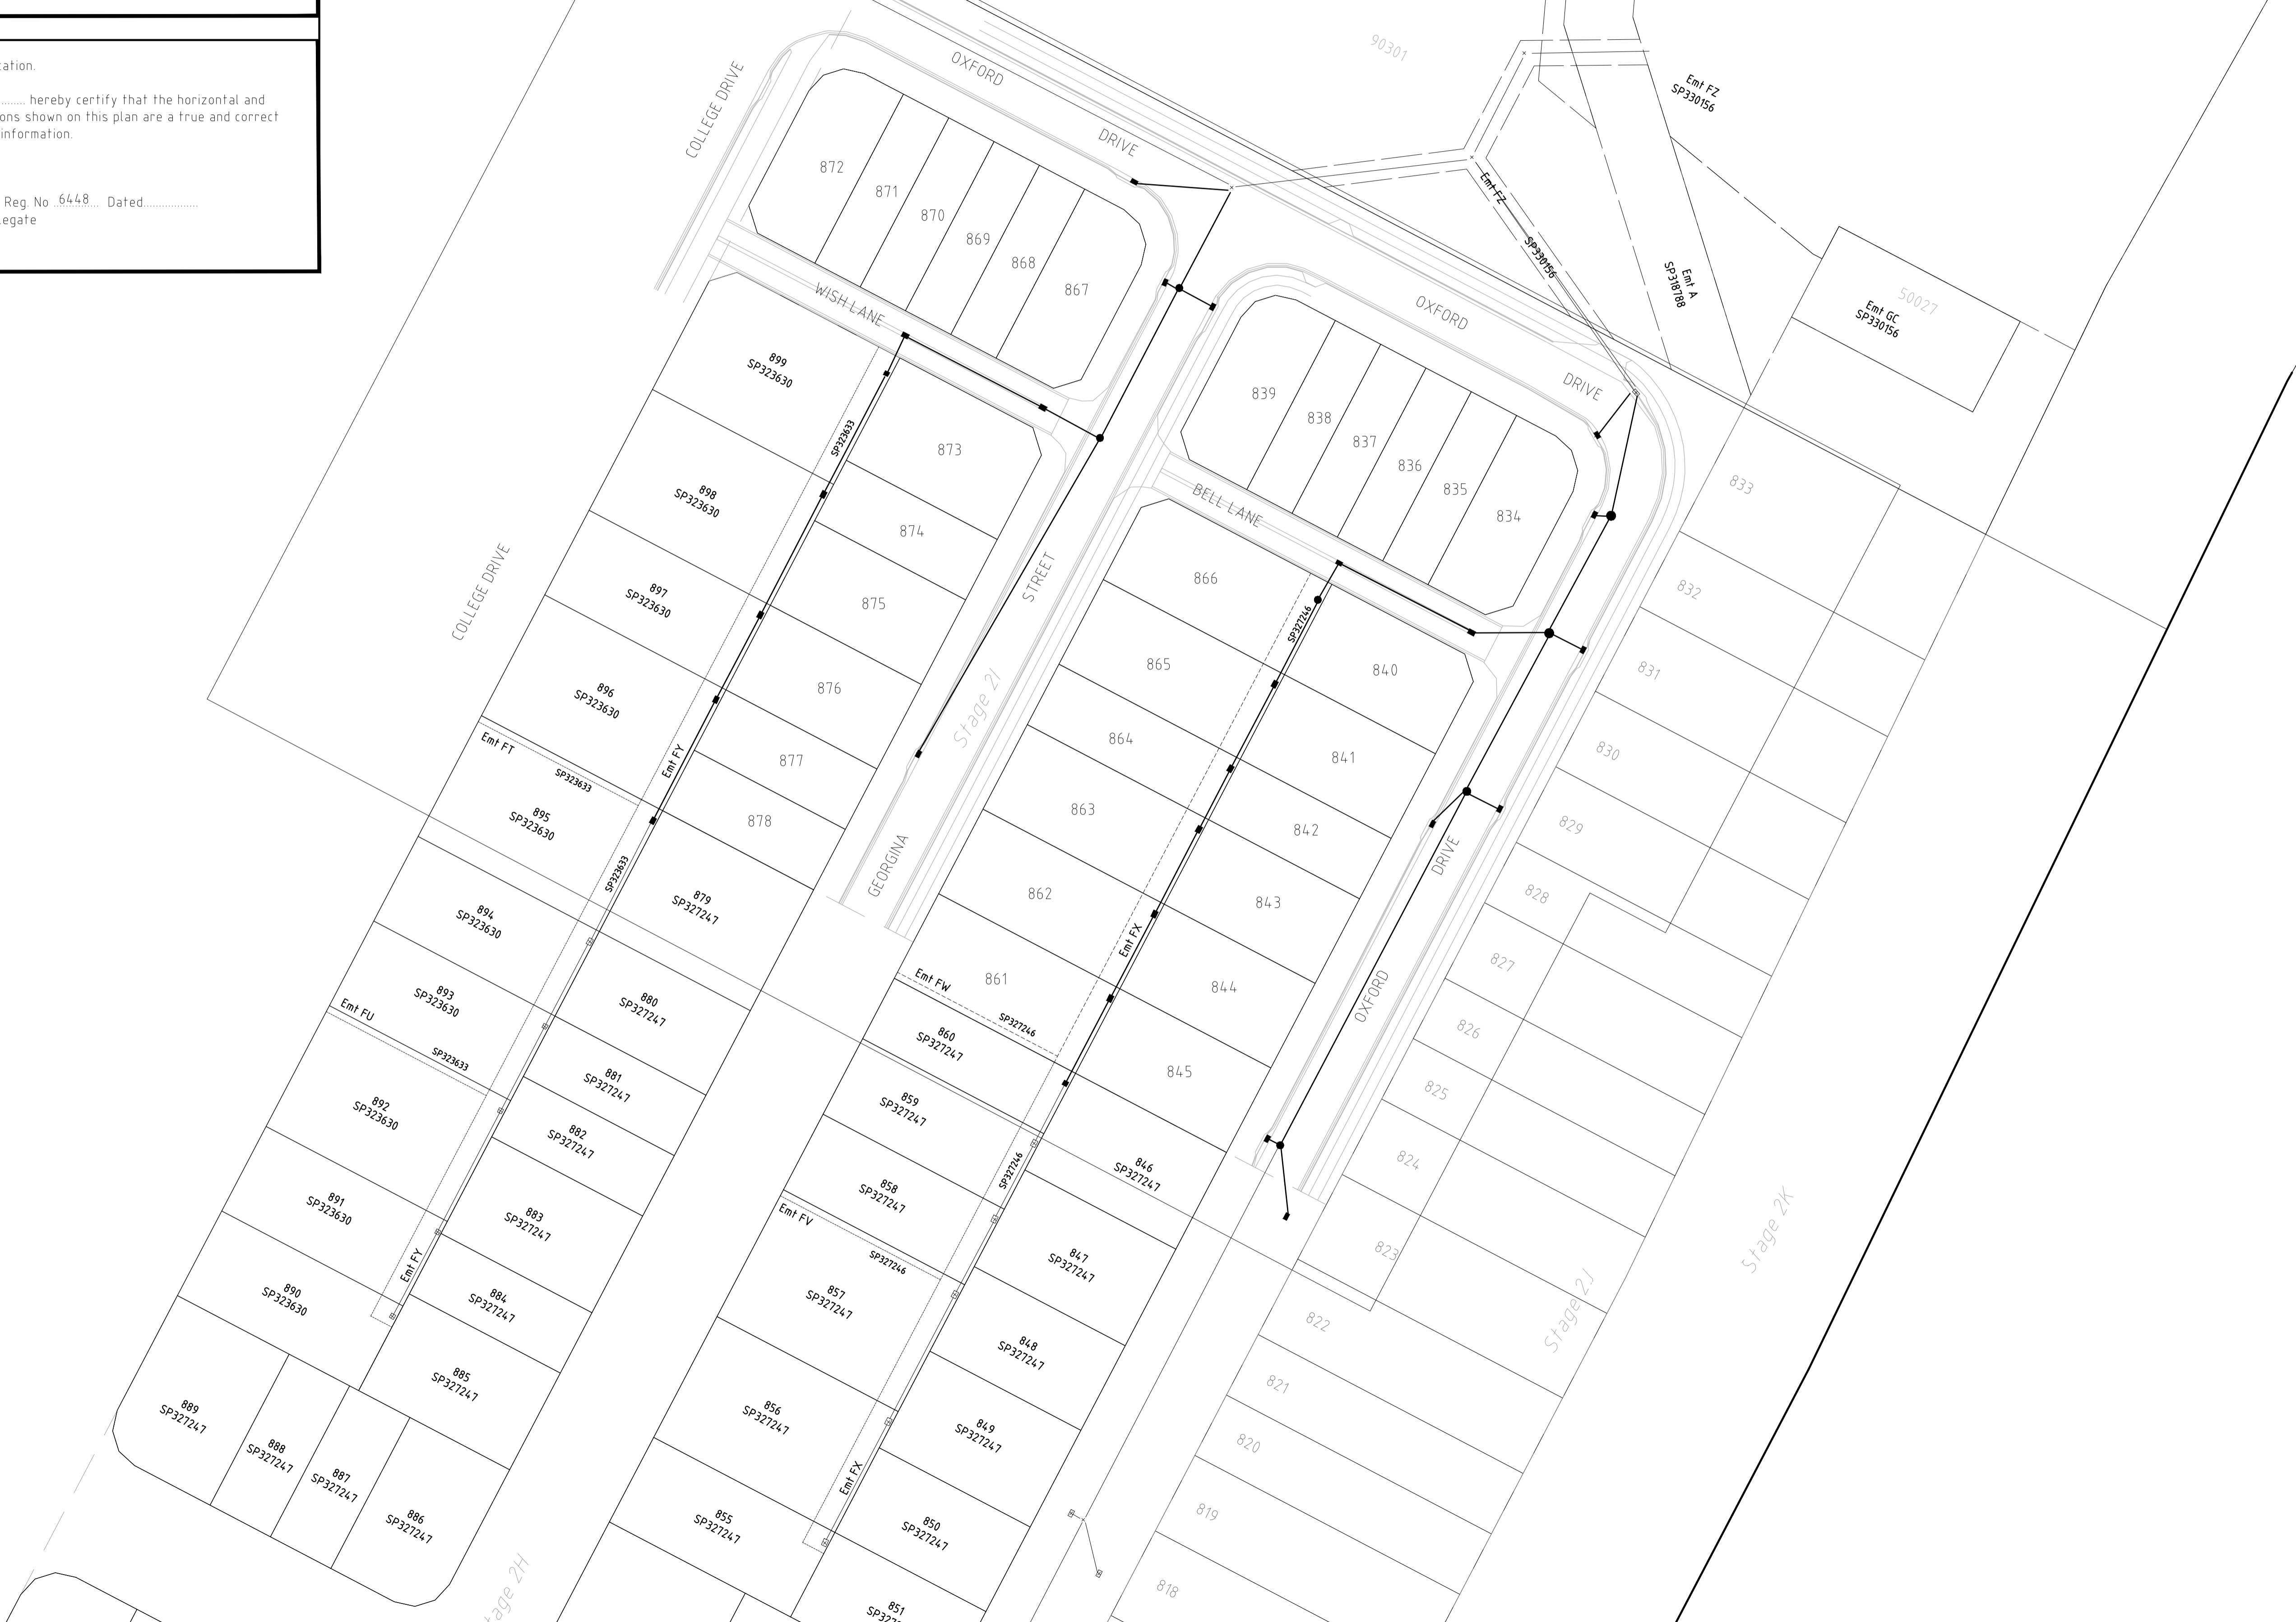 ation.
........ hereby certify that the horizontal and
ons shown on this plan are a true and correct
information.
Reg. No ..6448... Dated..................
legate
90301
COLLEGE DRIVE
OXFORD
DRIVE
Emt FZ
SP330156
872
871
870
869
868
867
Emt FZ
SP330156
Emt A
SP318788
50027
Emt GC
SP330156
WISH LANE
OXFORD
DRIVE
899
SP323630
SP323633
873
839
838
837
836
835
834
833
898
SP323630
874
BELL LANE
832
COLLEGE DRIVE
897
SP323630
875
STREET
866
SP327246
831
896
SP323630
876
Stage 2I
865
840
830
Emt FT
SP323633
Emt FY
877
864
841
829
895
SP323630
878
863
842
DRIVE
828
SP323633
GEORGINA
894
SP323630
879
SP327247
862
843
827
Emt FX
893
SP323630
880
SP327247
Emt FW
861
SP327246
844
OXFORD
826
Emt FU
SP323633
860
SP327247
845
825
892
SP323630
881
SP327247
859
SP327247
824
882
SP327247
SP327246
846
SP327247
891
SP323630
883
SP327247
858
SP327247
Emt FV
SP327246
823
Stage 2K
Emt FY
847
SP327247
890
SP323630
884
SP327247
857
SP327247
822
Stage 2J
885
SP327247
848
SP327247
821
889
SP327247
888
SP327247
887
SP327247
886
SP327247
856
SP327247
849
SP327247
820
Emt FX
855
SP327247
850
SP327247
819
tage 2H
851
818